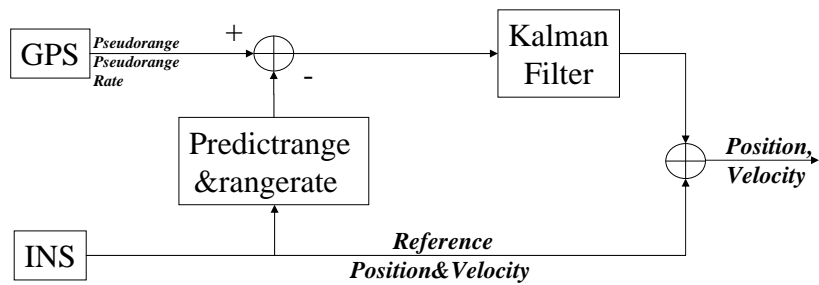 GPS
Pseudorange
Pseudorange
Rate
+
-
Kalman
Filter
Predictrange
&rangerate
Position,
Velocity
INS
Reference
Position&Velocity